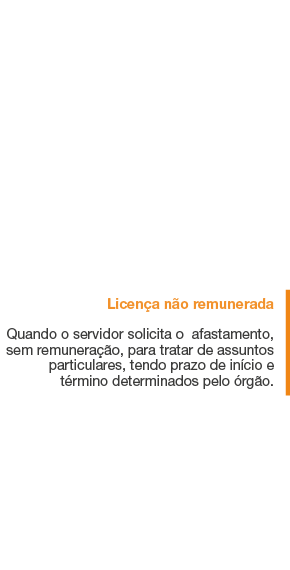 Licença não remunerada
Quando o servidor solicita o  afastamento,
sem remuneração, para tratar de assuntos
particulares, tendo prazo de início e
término determinados pelo órgão.